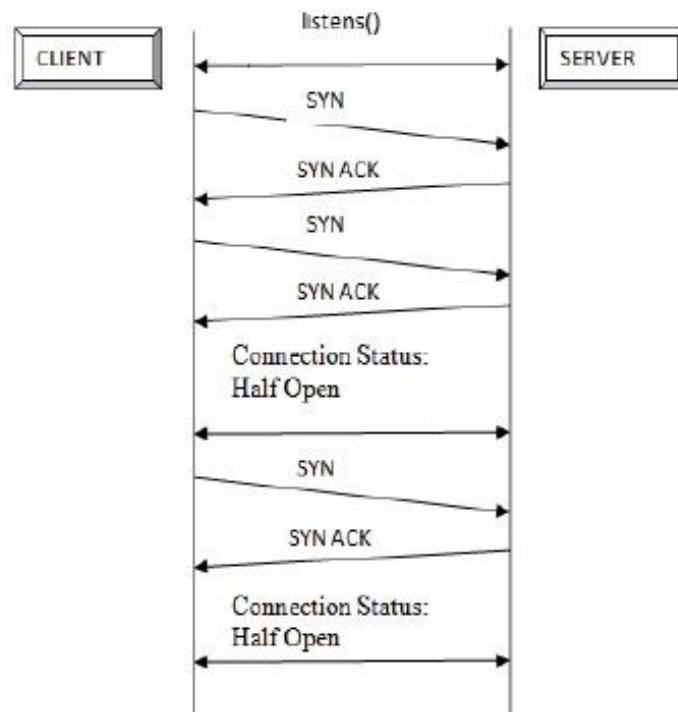 listens()
CLIENT
SERVER
SYN
SYN ACK
SYN
SYN ACK
Connection Status:
Half Open
SYN
SYN ACK
Connection Status:
Half Open